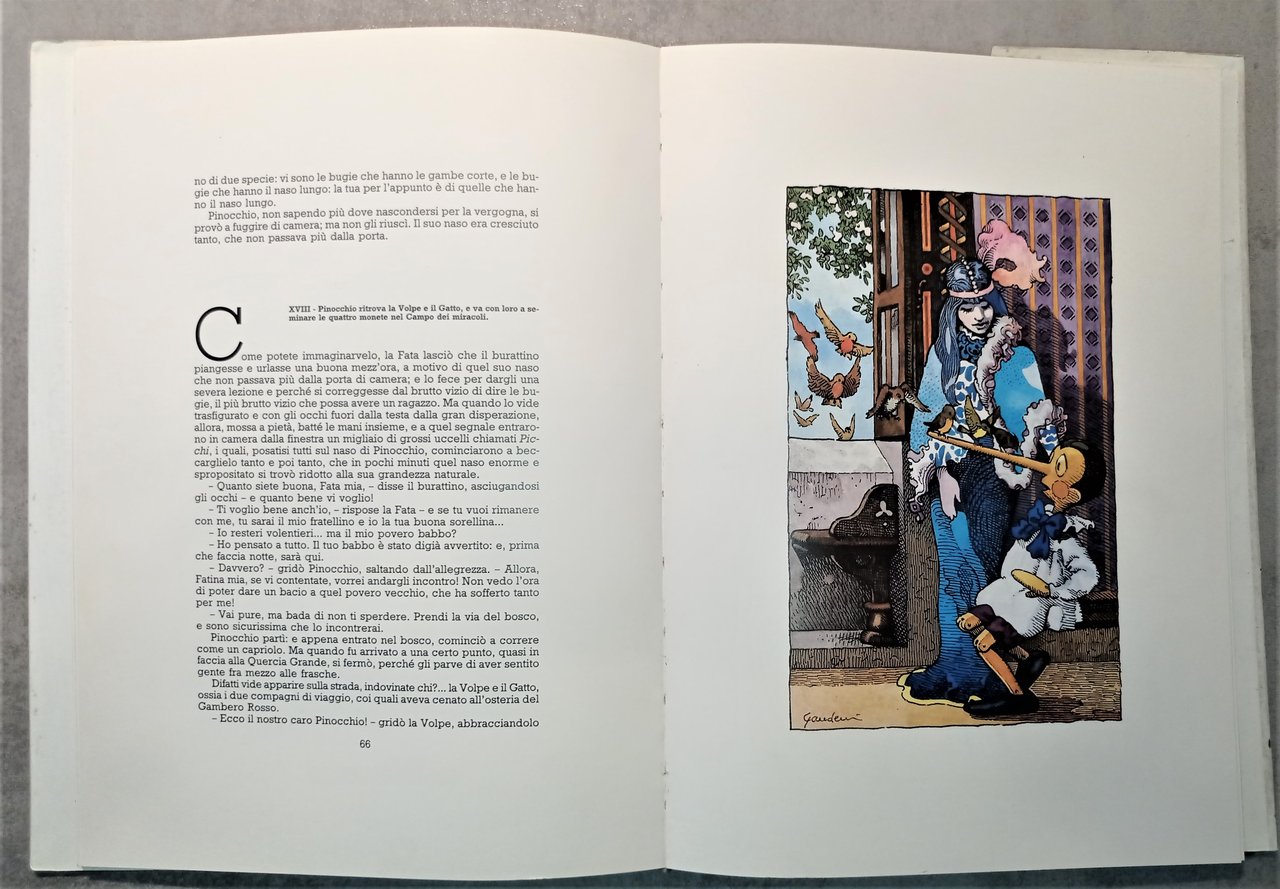 no di due specie: vi sono le bugie che hanno le gambe corte, e le bu-
gie che hanno il naso lungo: la tua per l'appunto è di quelle che han-
no il naso lungo.
Pinocchio, non sapendo più dove nascondersi per la vergogna, si
provò a fuggire di camera; ma non gli riuscì. Il suo naso era cresciuto
tanto, che non passava più dalla porta.
XVIII - Pinocchio ritrova la Volpe e il Gatto, e va con loro a se-
minare le quattro monete nel Campo dei miracoli.
Come potete immaginarvelo, la Fata lasciò che il burattino
piangesse e urlasse una buona mezz'ora, a motivo di quel suo naso
che non passava più dalla porta di camera; e lo fece per dargli una
severa lezione e perché si correggesse dal brutto vizio di dire le bu-
gie, il più brutto vizio che possa avere un ragazzo. Ma quando lo vide
trasfigurato e con gli occhi fuori dalla testa dalla gran disperazione,
allora, mossa a pietà, batté le mani insieme, e a quel segnale entraro-
no in camera dalla finestra un migliaio di grossi uccelli chiamati Pic-
chi, i quali, posatisi tutti sul naso di Pinocchio, cominciarono a bec-
carglielo tanto e poi tanto, che in pochi minuti quel naso enorme e
spropositato si trovò ridotto alla sua grandezza naturale.
– Quanto siete buona, Fata mia, – disse il burattino, asciugandosi
gli occhi – e quanto bene vi voglio!
– Ti voglio bene anch'io, – rispose la Fata – e se tu vuoi rimanere
con me, tu sarai il mio fratellino e io la tua buona sorellina...
– Io resteri volentieri... ma il mio povero babbo?
– Ho pensato a tutto. Il tuo babbo è stato digià avvertito: e, prima
che faccia notte, sarà qui.
– Davvero? – gridò Pinocchio, saltando dall'allegrezza. – Allora,
Fatina mia, se vi contentate, vorrei andargli incontro! Non vedo l'ora
di poter dare un bacio a quel povero vecchio, che ha sofferto tanto
per me!
– Vai pure, ma bada di non ti sperdere. Prendi la via del bosco,
e sono sicurissima che lo incontrerai.
Pinocchio partì: e appena entrato nel bosco, cominciò a correre
come un capriolo. Ma quando fu arrivato a una certo punto, quasi in
faccia alla Quercia Grande, si fermò, perché gli parve di aver sentito
gente fra mezzo alle frasche.
Difatti vide apparire sulla strada, indovinate chi?... la Volpe e il Gatto,
ossia i due compagni di viaggio, coi quali aveva cenato all'osteria del
Gambero Rosso.
– Ecco il nostro caro Pinocchio! – gridò la Volpe, abbracciandolo
66